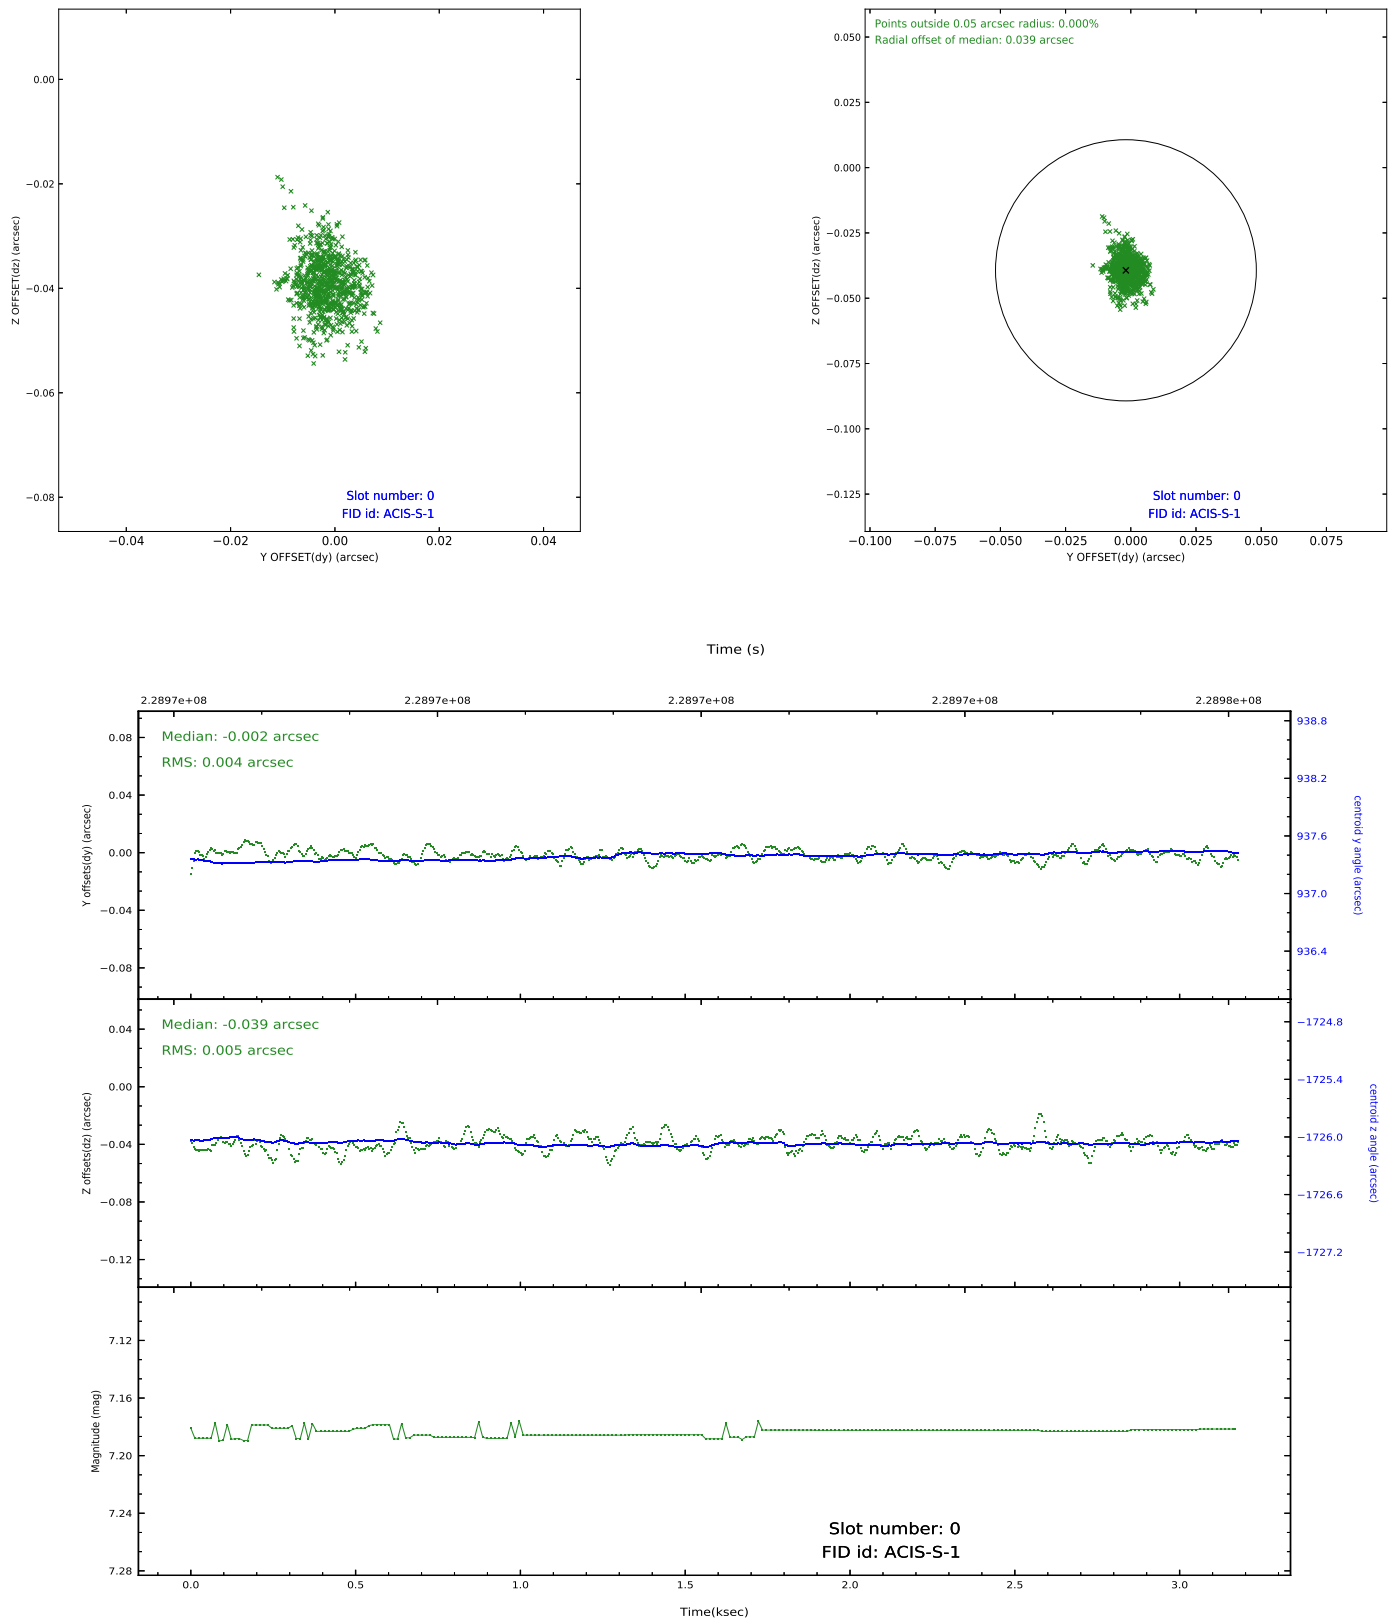 0.00
−0.02
−0.04
−0.06
−0.08
Z OFFSET(dz) (arcsec)
Slot number: 0
FID id: ACIS-S-1
−0.04 −0.02 0.00 0.02 0.04
Y OFFSET(dy) (arcsec)
Points outside 0.05 arcsec radius: 0.000%
Radial offset of median: 0.039 arcsec
0.050
0.025
0.000
−0.025
−0.050
−0.075
−0.100
−0.125
Z OFFSET(dz) (arcsec)
Slot number: 0
FID id: ACIS-S-1
−0.100 −0.075 −0.050 −0.025 0.000 0.025 0.050 0.075
Y OFFSET(dy) (arcsec)
Time (s)
2.2897e+08 2.2897e+08 2.2897e+08 2.2897e+08 2.2898e+08
Median: -0.002 arcsec
RMS: 0.004 arcsec
0.08
0.04
0.00
−0.04
−0.08
Y offsets(dy) (arcsec)
938.8
938.2
937.6
937.0
936.4
centroid y angle (arcsec)
Median: -0.039 arcsec
RMS: 0.005 arcsec
0.04
0.00
−0.04
−0.08
−0.12
Z offsets(dz) (arcsec)
−1724.8
−1725.4
−1726.0
−1726.6
−1727.2
centroid z angle (arcsec)
7.12
7.16
7.20
7.24
7.28
Magnitude (mag)
Slot number: 0
FID id: ACIS-S-1
0.0 0.5 1.0 1.5 2.0 2.5 3.0
Time(ksec)